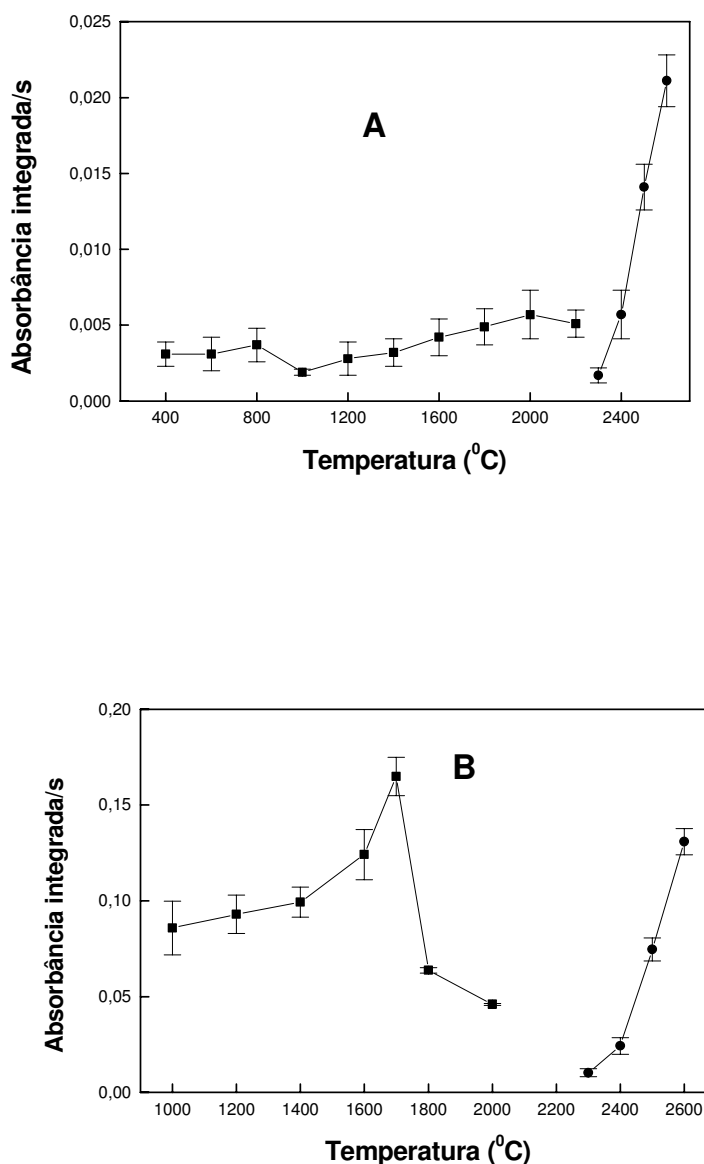 0,025
0,020
0,015
0,010
0,005
0,000
Absorbância integrada/s
A
400 800 1200 1600 2000 2400
Temperatura (⁰C)
0,20
0,15
0,10
0,05
0,00
Absorbância integrada/s
B
1000 1200 1400 1600 1800 2000 2200 2400 2600
Temperatura (⁰C)